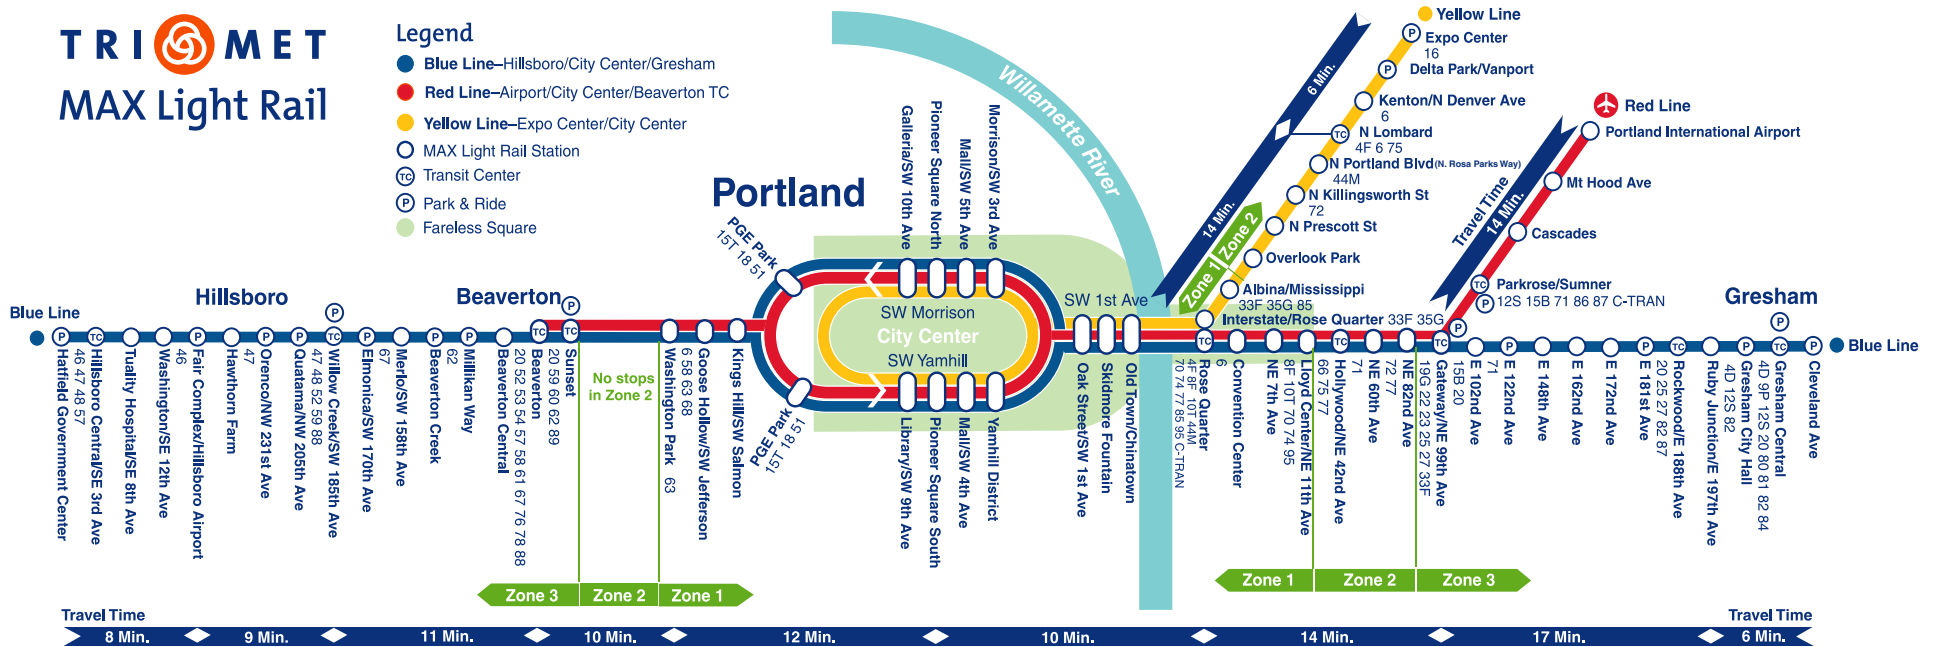 TRI MET
MAX Light Rail
Legend
Blue Line–Hillsboro/City Center/Gresham
Red Line–Airport/City Center/Beaverton TC
Yellow Line–Expo Center/City Center
MAX Light Rail Station
TC Transit Center
P Park & Ride
Fareless Square
Portland
Hillsboro
Beaverton
Gresham
Willamette River
Blue Line
Hatfield Government Center
46 47 48 57
Hillsboro Central/SE 3rd Ave
Tuality Hospital/SE 8th Ave
Washington/SE 12th Ave
46
Fair Complex/Hillsboro Airport
Hawthorn Farm
47
Orenco/NW 231st Ave
Quatama/NW 205th Ave
47 48 52 59 88
Willow Creek/SW 185th Ave
Elmonica/SW 170th Ave
67
Merlo/SW 158th Ave
Beaverton Creek
62
Millikan Way
Beaverton Central
20 52 53 54 57 58 61 67 76 78 88
Beaverton
20 59 60 62 89
Sunset
No stops
in Zone 2
Washington Park 63
6 58 63 68
Goose Hollow/SW Jefferson
Kings Hill/SW Salmon
PGE Park
15T 18 51
PGE Park
15T 18 51
Galleria/SW 10th Ave
Pioneer Square North
Mall/SW 5th Ave
Morrison/SW 3rd Ave
SW Morrison
City Center
SW Yamhill
Library/SW 9th Ave
Pioneer Square South
Mall/SW 4th Ave
Yamhill District
SW 1st Ave
Oak Street/SW 1st Ave
Skidmore Fountain
Old Town/Chinatown
Yellow Line
Expo Center
16
Delta Park/Vanport
Kenton/N Denver Ave
6
N Lombard
4F 6 75
N Portland Blvd (N. Rosa Parks Way)
44M
N Killingsworth St
72
N Prescott St
Overlook Park
Albina/Mississippi
33F 35G 85
Interstate/Rose Quarter 33F 35G
6 Min.
14 Min.
Zone 1
Zone 2
Red Line
Portland International Airport
Mt Hood Ave
Cascades
Parkrose/Sumner
12S 15B 71 86 87 C-TRAN
Travel Time
14 Min.
Rose Quarter
4F 8F 10T 44M
70 74 77 85 95 C-TRAN
6
Convention Center
NE 7th Ave
8F 10T 70 74 95
Lloyd Center/NE 11th Ave
66 75 77
Hollywood/NE 42nd Ave
71
NE 60th Ave
72 77
NE 82nd Ave
19G 22 23 25 27 33F
Gateway/NE 99th Ave
15B 20
E 102nd Ave
71
E 122nd Ave
E 148th Ave
E 162nd Ave
E 172nd Ave
E 181st Ave
20 25 27 82 87
Rockwood/E 188th Ave
Ruby Junction/E 197th Ave
4D 12S 82
Gresham City Hall
4D 9P 12S 20 80 81 82 84
Gresham Central
Cleveland Ave
Blue Line
Zone 3 Zone 2 Zone 1
Zone 1 Zone 2 Zone 3
Travel Time
Travel Time
8 Min. 9 Min. 11 Min. 10 Min. 12 Min. 10 Min. 14 Min. 17 Min. 6 Min.